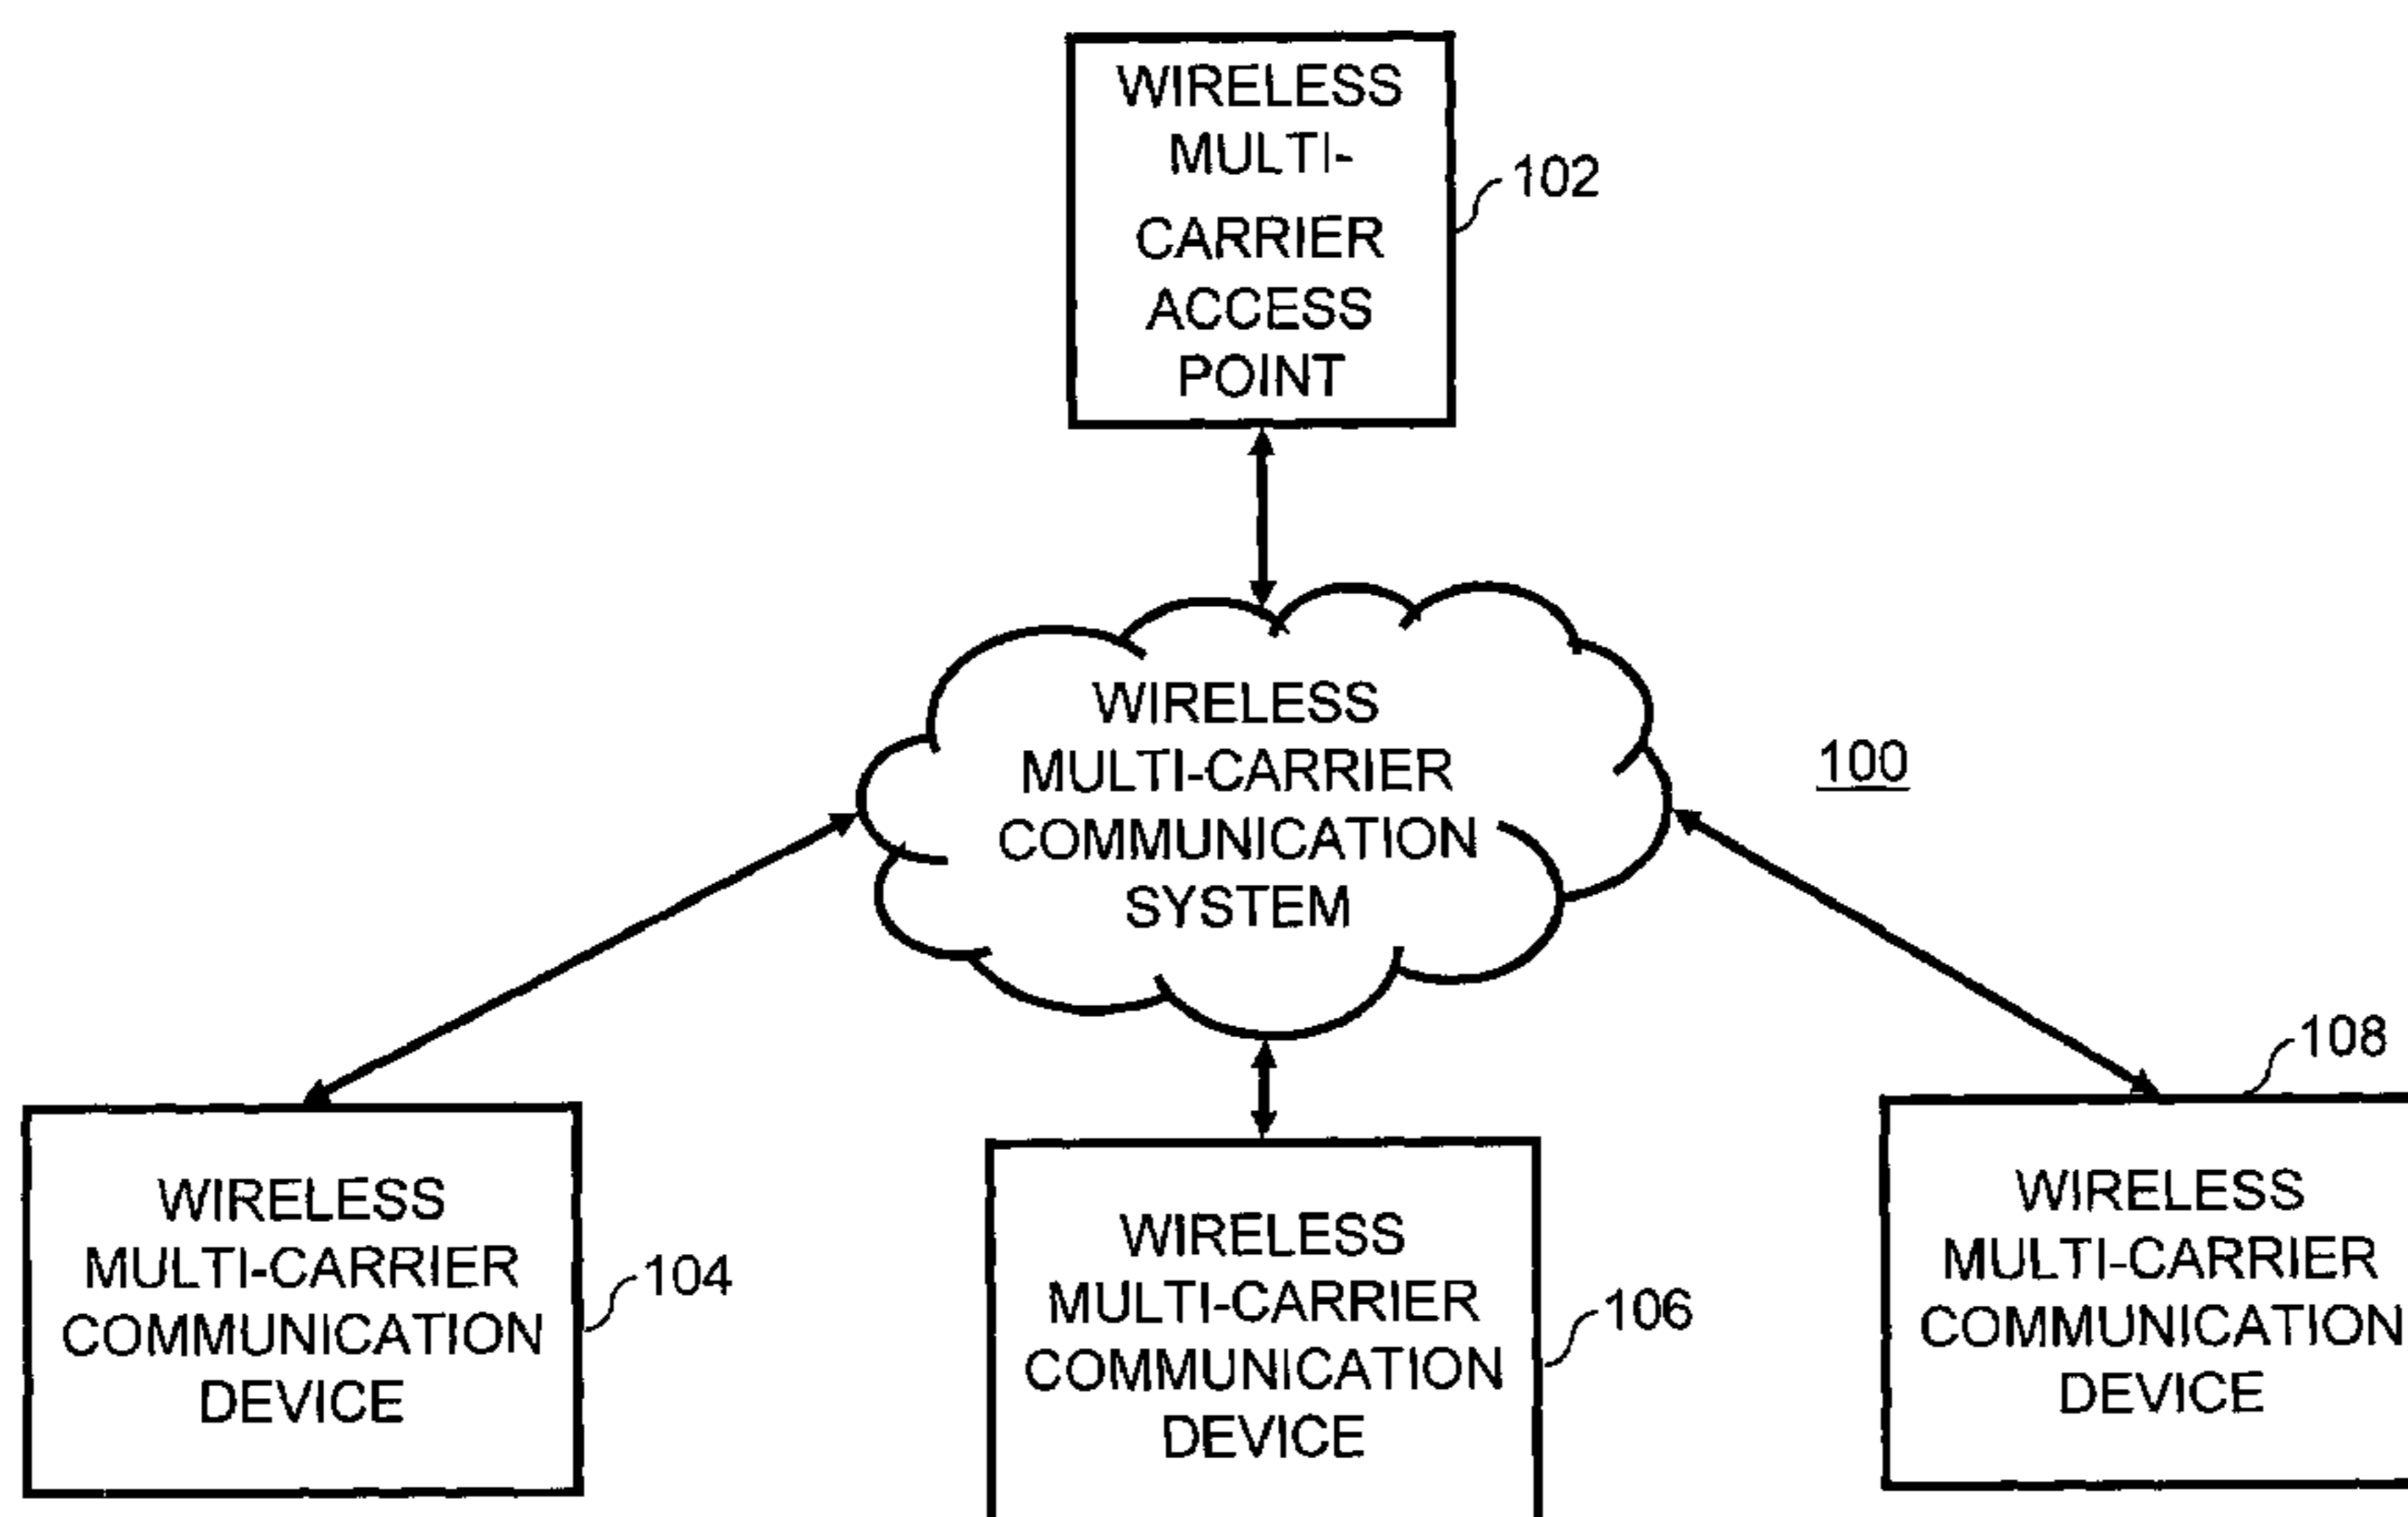 WIRELESS
MULTI-
CARRIER
ACCESS
POINT
102
WIRELESS
MULTI-CARRIER
COMMUNICATION
SYSTEM
100
WIRELESS
MULTI-CARRIER
COMMUNICATION
DEVICE
104
WIRELESS
MULTI-CARRIER
COMMUNICATION
DEVICE
106
108
WIRELESS
MULTI-CARRIER
COMMUNICATION
DEVICE